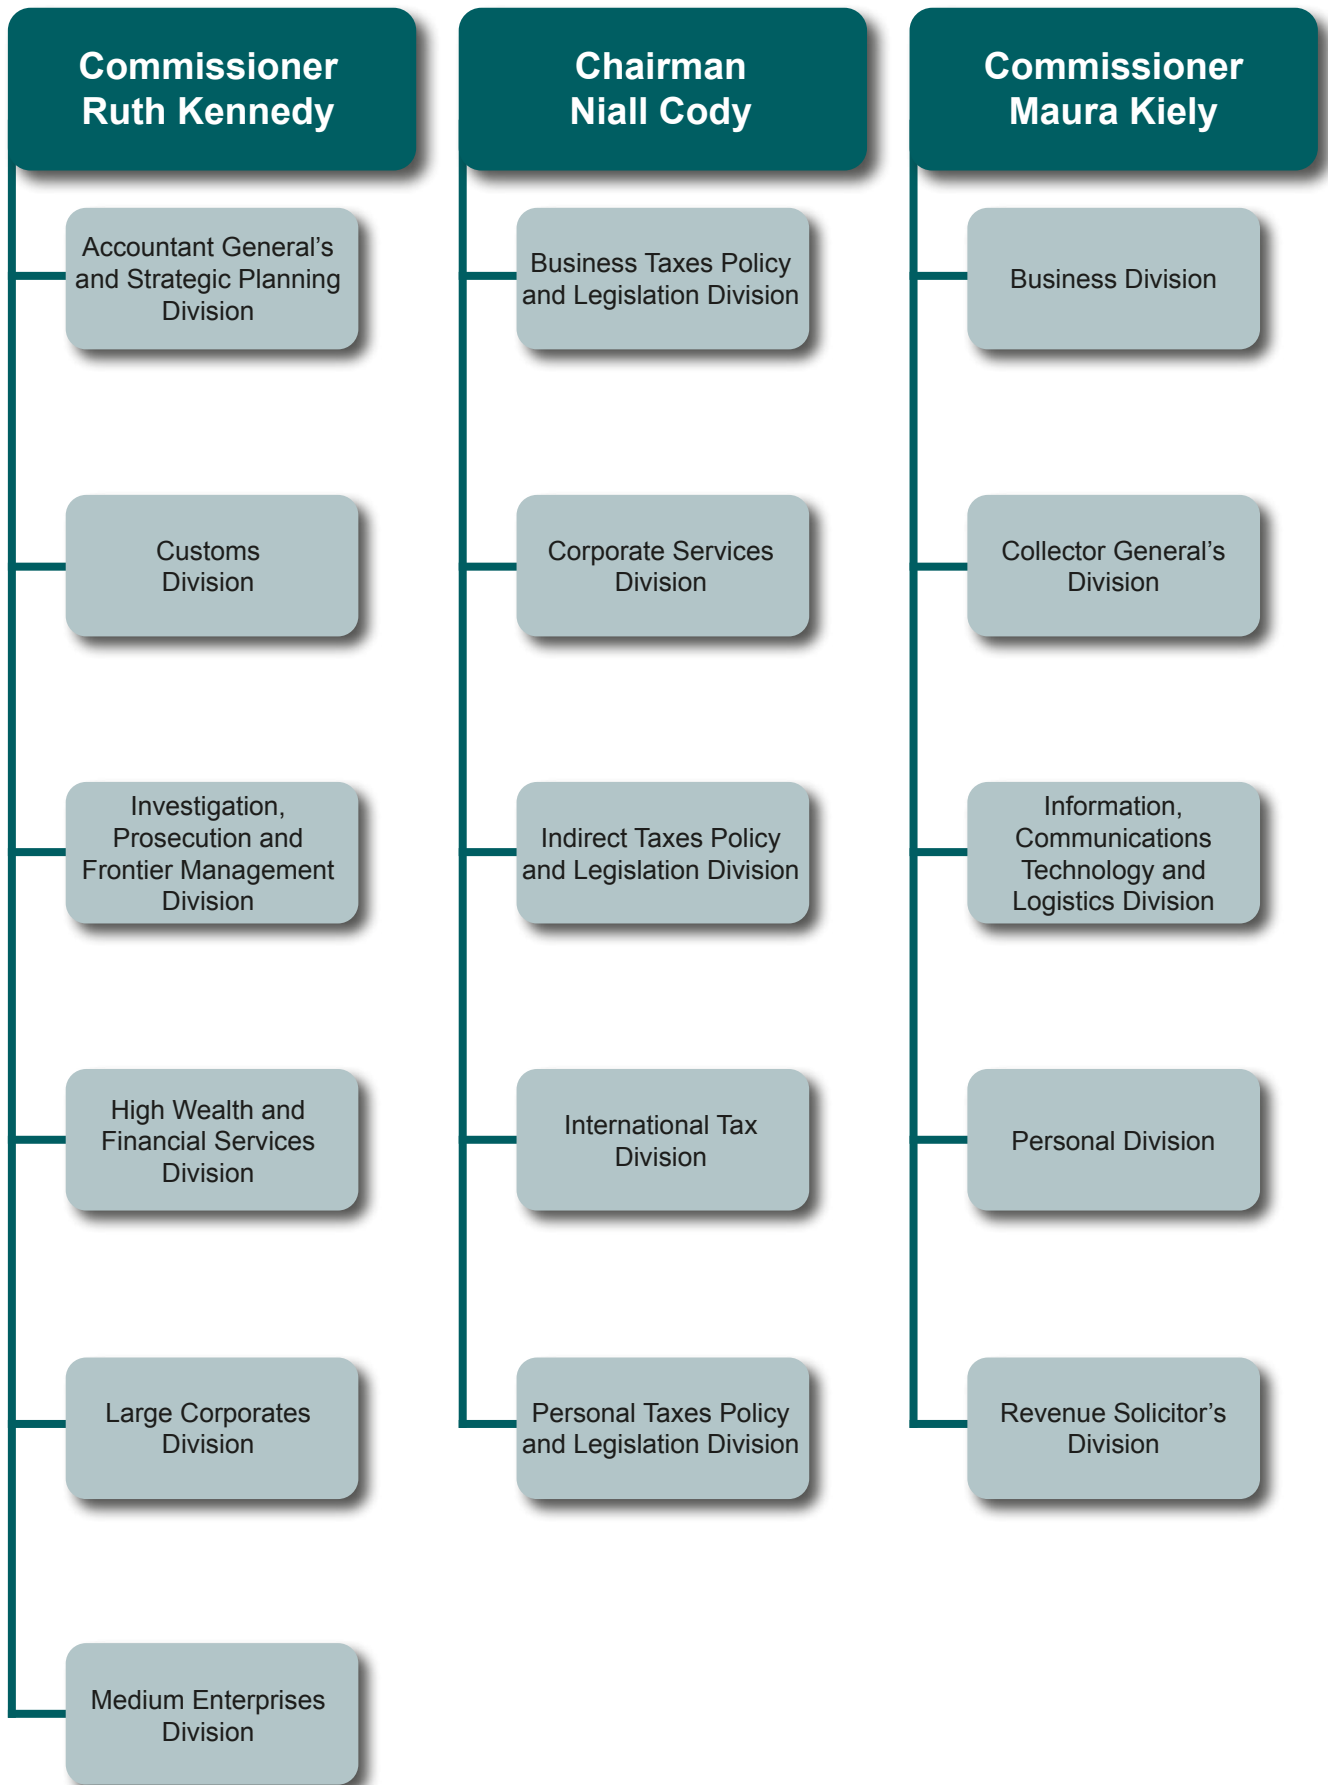 Commissioner
Ruth Kennedy
Accountant General's
and Strategic Planning
Division
Customs
Division
Investigation,
Prosecution and
Frontier Management
Division
High Wealth and
Financial Services
Division
Large Corporates
Division
Medium Enterprises
Division
Chairman
Niall Cody
Business Taxes Policy
and Legislation Division
Corporate Services
Division
Indirect Taxes Policy
and Legislation Division
International Tax
Division
Personal Taxes Policy
and Legislation Division
Commissioner
Maura Kiely
Business Division
Collector General's
Division
Information,
Communications
Technology and
Logistics Division
Personal Division
Revenue Solicitor's
Division